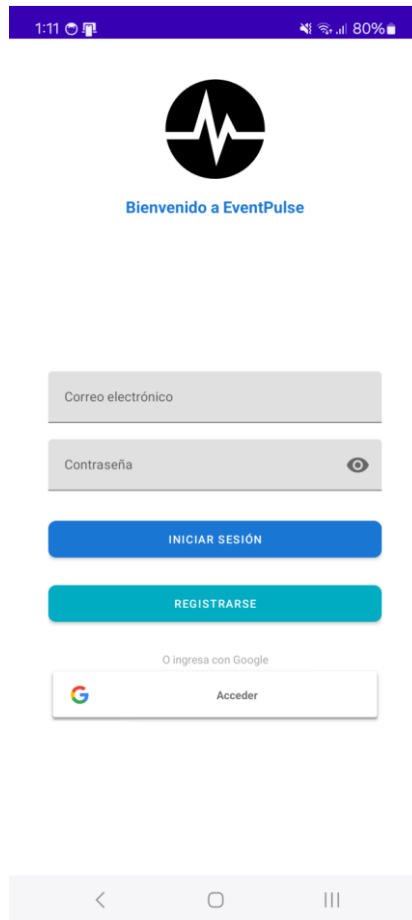 1:11 80%
Bienvenido a EventPulse
Correo electrónico
Contraseña
INICIAR SESIÓN
REGISTRARSE
O ingresa con Google
Acceder